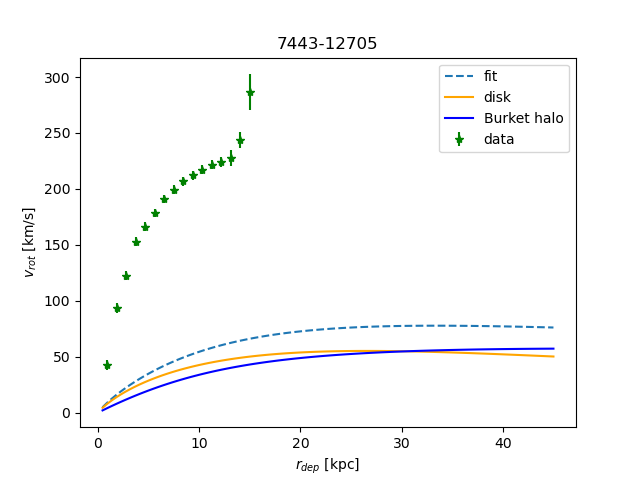 7443-12705
300
250
200
150
100
50
0
v_rot [km/s]
fit
disk
Burket halo
data
0 10 20 30 40
r_dep [kpc]